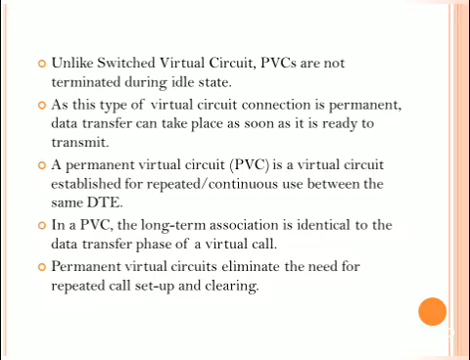 Unlike Switched Virtual Circuit, PVCs are not
terminated during idle state.
As this type of virtual circuit connection is permanent,
data transfer can take place as soon as it is ready to
transmit.
A permanent virtual circuit (PVC) is a virtual circuit
established for repeated/continuous use between the
same DTE.
In a PVC, the long-term association is identical to the
data transfer phase of a virtual call.
Permanent virtual circuits eliminate the need for
repeated call set-up and clearing.